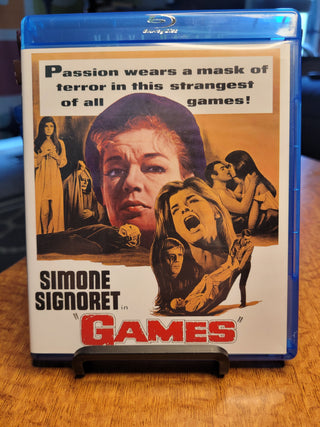 Blu-ray Disc
Passion wears a mask of
terror in this strangest
of all games!
SIMONE
SIGNORET in
"GAMES"